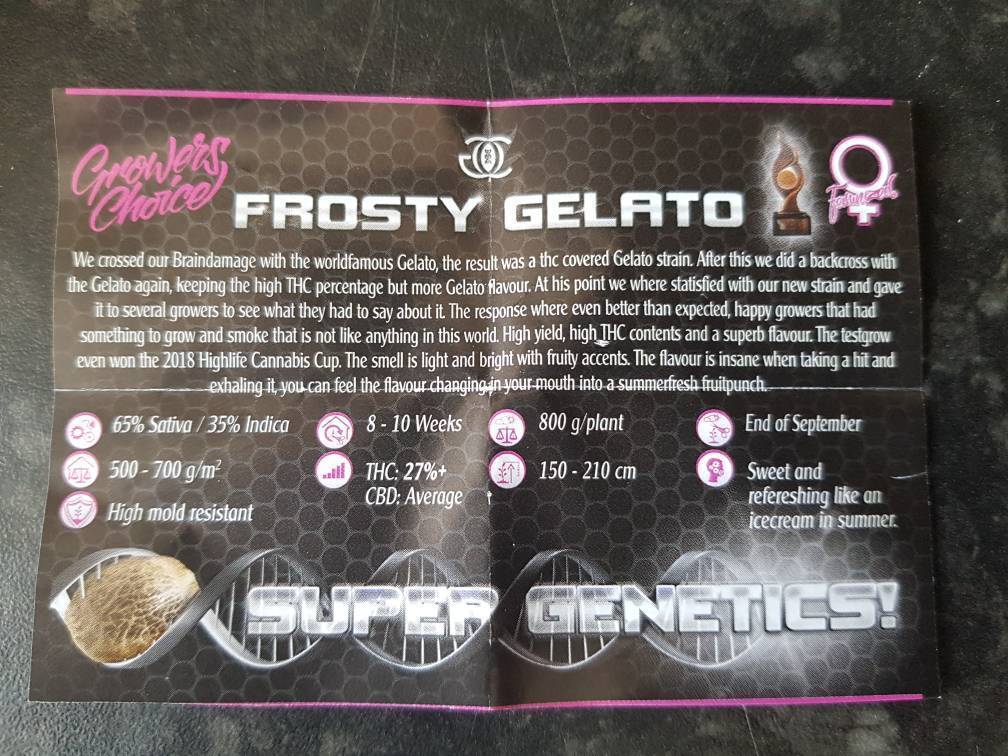 Growers
Choice
FROSTY GELATO
Feminized
We crossed our Braindamage with the worldfamous Gelato, the result was a thc covered Gelato strain. After this we did a backcross with
the Gelato again, keeping the high THC percentage but more Gelato flavour. At his point we where statisfied with our new strain and gave
it to several growers to see what they had to say about it. The response where even better than expected, happy growers that had
something to grow and smoke that is not like anything in this world. High yield, high THC contents and a superb flavour. The testgrow
even won the 2018 Highlife Cannabis Cup. The smell is light and bright with fruity accents. The flavour is insane when taking a hit and
exhaling it, you can feel the flavour changing in your mouth into a summerfresh fruitpunch.
65% Sativa / 35% Indica
8 - 10 Weeks
800 g/plant
End of September
500 - 700 g/m²
THC: 27%+
CBD: Average
150 - 210 cm
Sweet and
refereshing like an
icecream in summer.
High mold resistant
SUPER GENETICS!